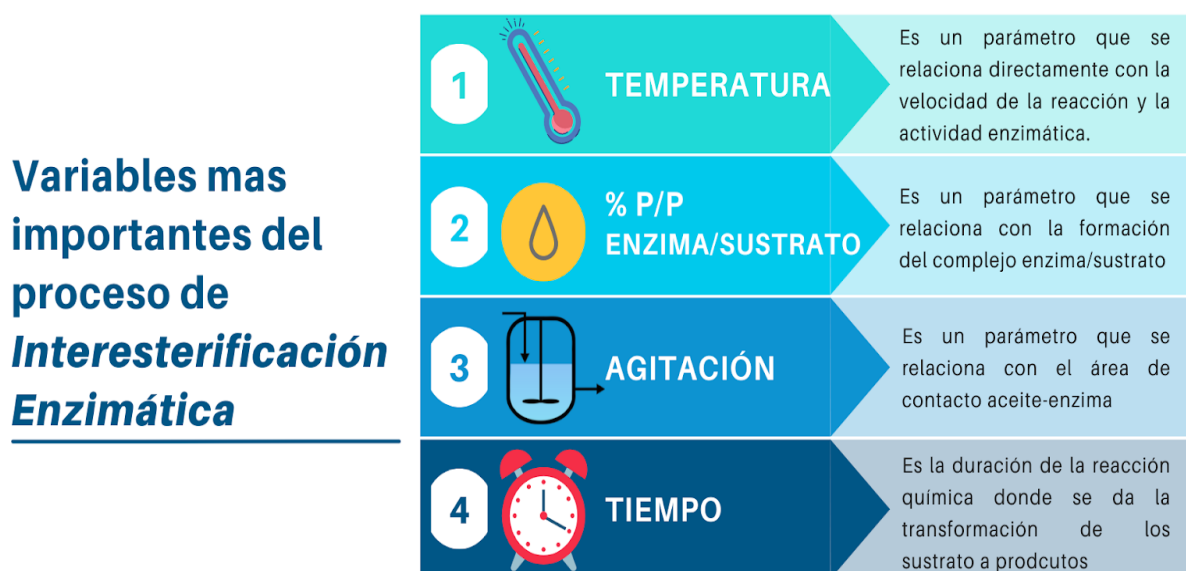 Variables mas
importantes del
proceso de
Interesterificación
Enzimática
1
TEMPERATURA
Es un parámetro que se
relaciona directamente con la
velocidad de la reacción y la
actividad enzimática.
2
% P/P
ENZIMA/SUSTRATO
Es un parámetro que se
relaciona con la formación
del complejo enzima/sustrato
3
AGITACIÓN
Es un parámetro que se
relaciona con el área de
contacto aceite-enzima
4
TIEMPO
Es la duración de la reacción
química donde se da la
transformación de los
sustrato a prodcutos